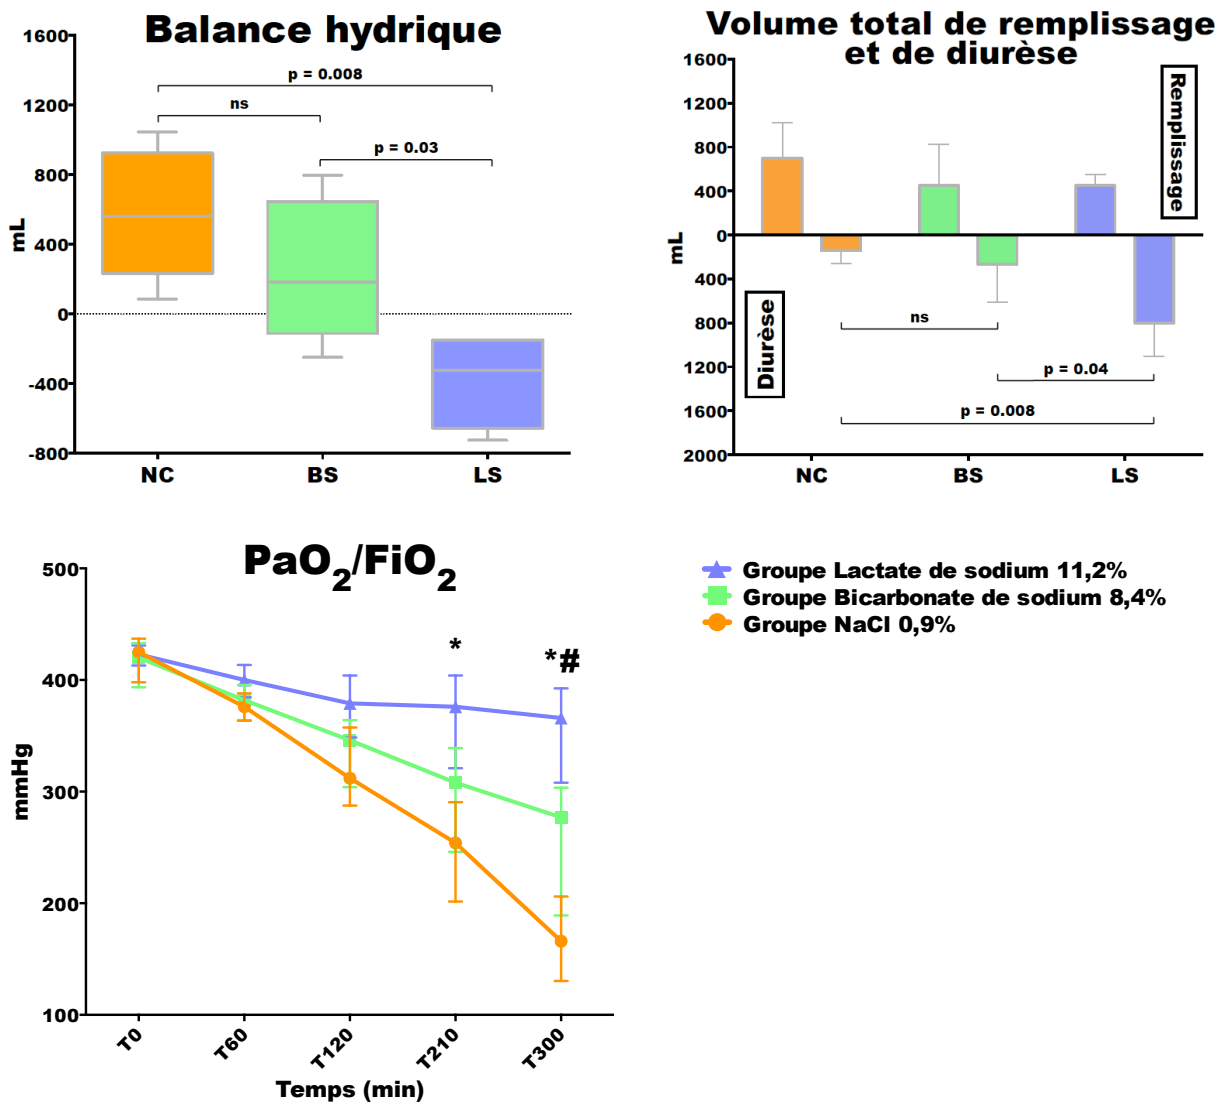 Balance hydrique
1600
1200
800
400
0
-400
-800
mL
p = 0.008
ns
p = 0.03
NC
BS
LS
Volume total de remplissage
et de diurèse
1600
1200
800
400
0
400
800
1200
1600
2000
mL
Remplissage
Diurèse
ns
p = 0.04
p = 0.008
NC
BS
LS
PaO2/FiO2
500
400
300
200
100
mmHg
*
*#
T0
T60
T120
T210
T300
Temps (min)
Groupe Lactate de sodium 11,2%
Groupe Bicarbonate de sodium 8,4%
Groupe NaCl 0,9%